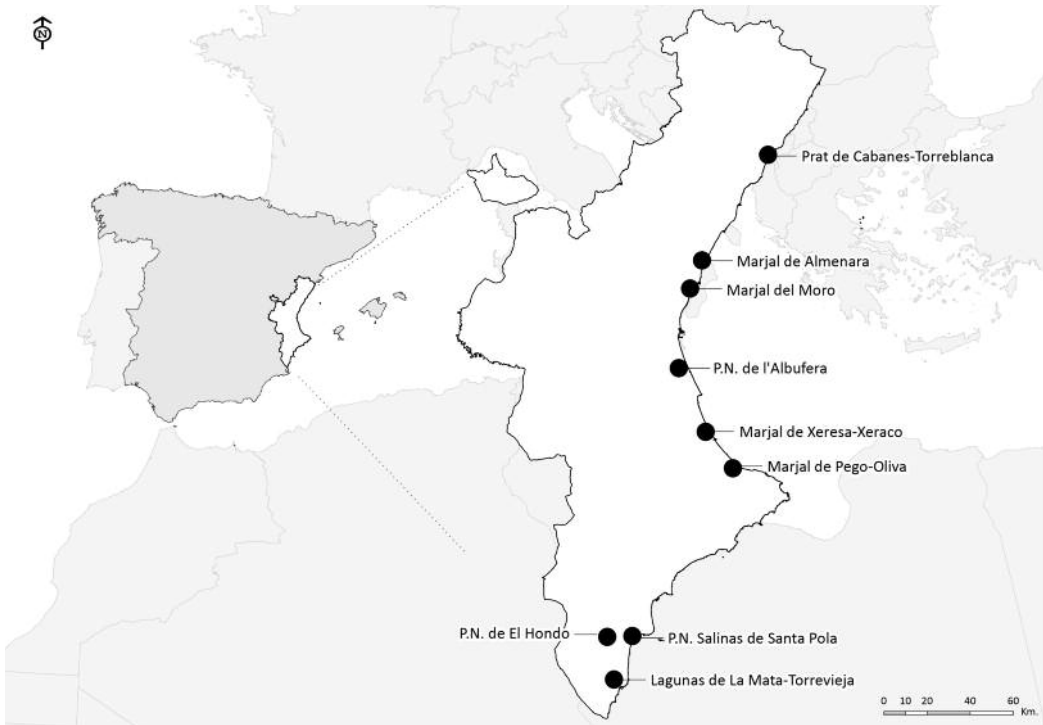 N
Prat de Cabanes-Torreblanca
Marjal de Almenara
Marjal del Moro
P.N. de l'Albufera
Marjal de Xeresa-Xeraco
Marjal de Pego-Oliva
P.N. de El Hondo
P.N. Salinas de Santa Pola
Lagunas de La Mata-Torrevieja
0 10 20 40 60
Km.